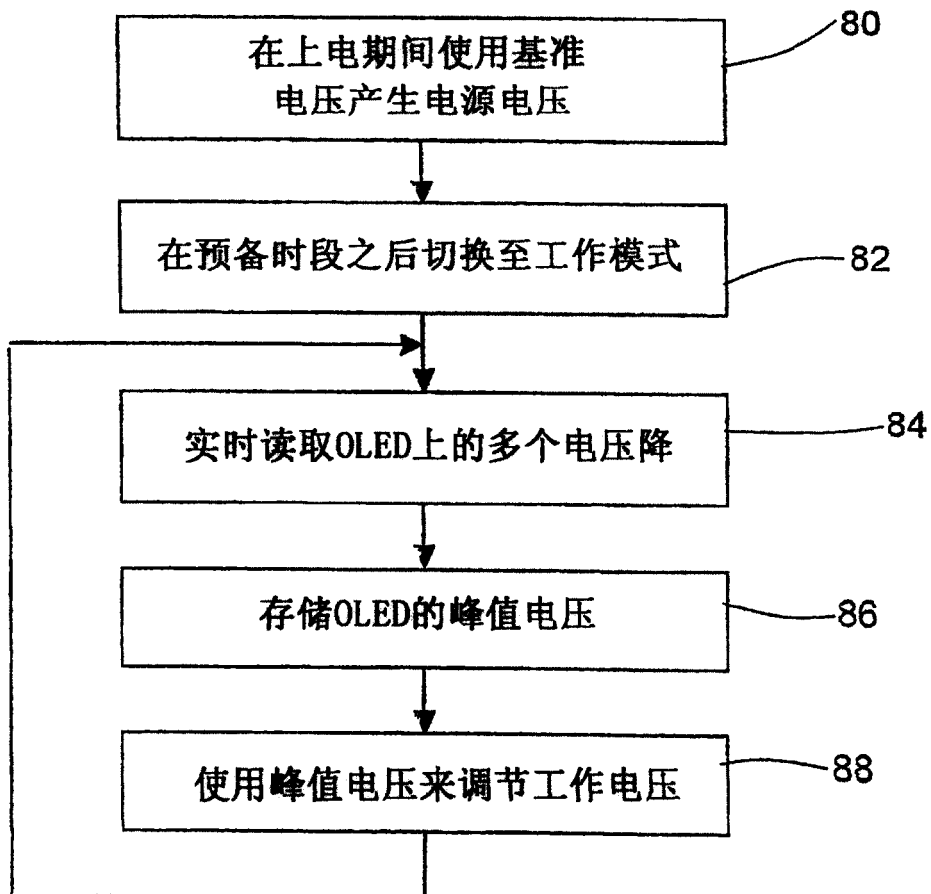 在上电期间使用基准
电压产生电源电压
80
在预备时段之后切换至工作模式
82
实时读取OLED上的多个电压降
84
存储OLED的峰值电压
86
使用峰值电压来调节工作电压
88